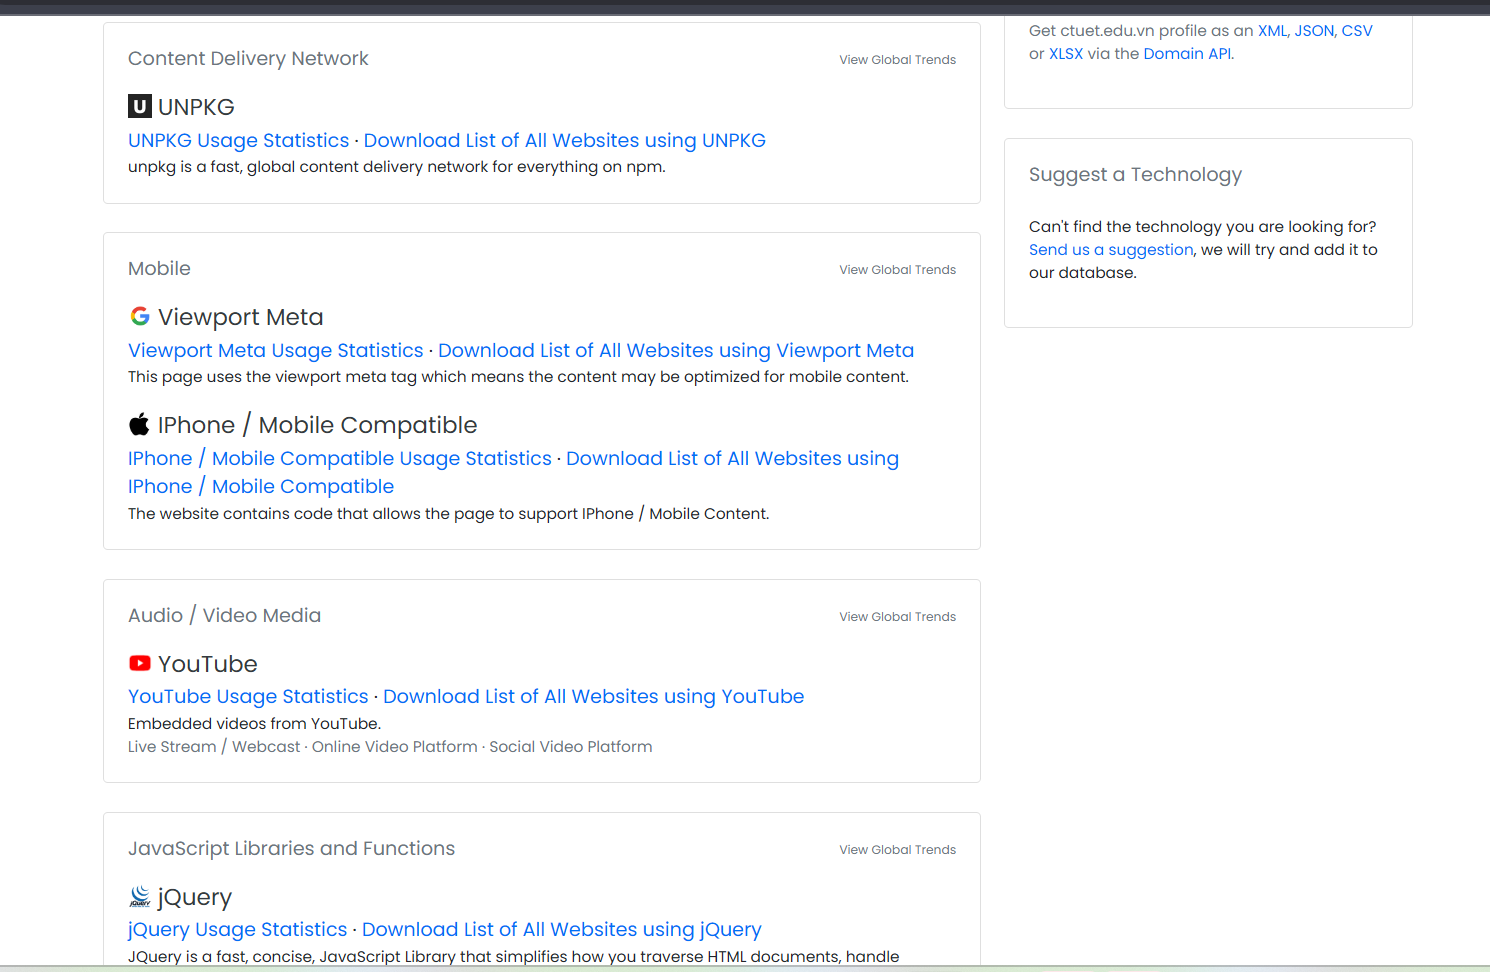 Content Delivery Network
View Global Trends
U UNPKG
UNPKG Usage Statistics · Download List of All Websites using UNPKG
unpkg is a fast, global content delivery network for everything on npm.
Mobile
View Global Trends
Viewport Meta
Viewport Meta Usage Statistics · Download List of All Websites using Viewport Meta
This page uses the viewport meta tag which means the content may be optimized for mobile content.
IPhone / Mobile Compatible
IPhone / Mobile Compatible Usage Statistics · Download List of All Websites using
IPhone / Mobile Compatible
The website contains code that allows the page to support IPhone / Mobile Content.
Audio / Video Media
View Global Trends
YouTube
YouTube Usage Statistics · Download List of All Websites using YouTube
Embedded videos from YouTube.
Live Stream / Webcast · Online Video Platform · Social Video Platform
JavaScript Libraries and Functions
View Global Trends
jQuery
jQuery Usage Statistics · Download List of All Websites using jQuery
JQuery is a fast, concise, JavaScript Library that simplifies how you traverse HTML documents, handle
Get ctuet.edu.vn profile as an XML, JSON, CSV
or XLSX via the Domain API.
Suggest a Technology
Can't find the technology you are looking for?
Send us a suggestion, we will try and add it to
our database.